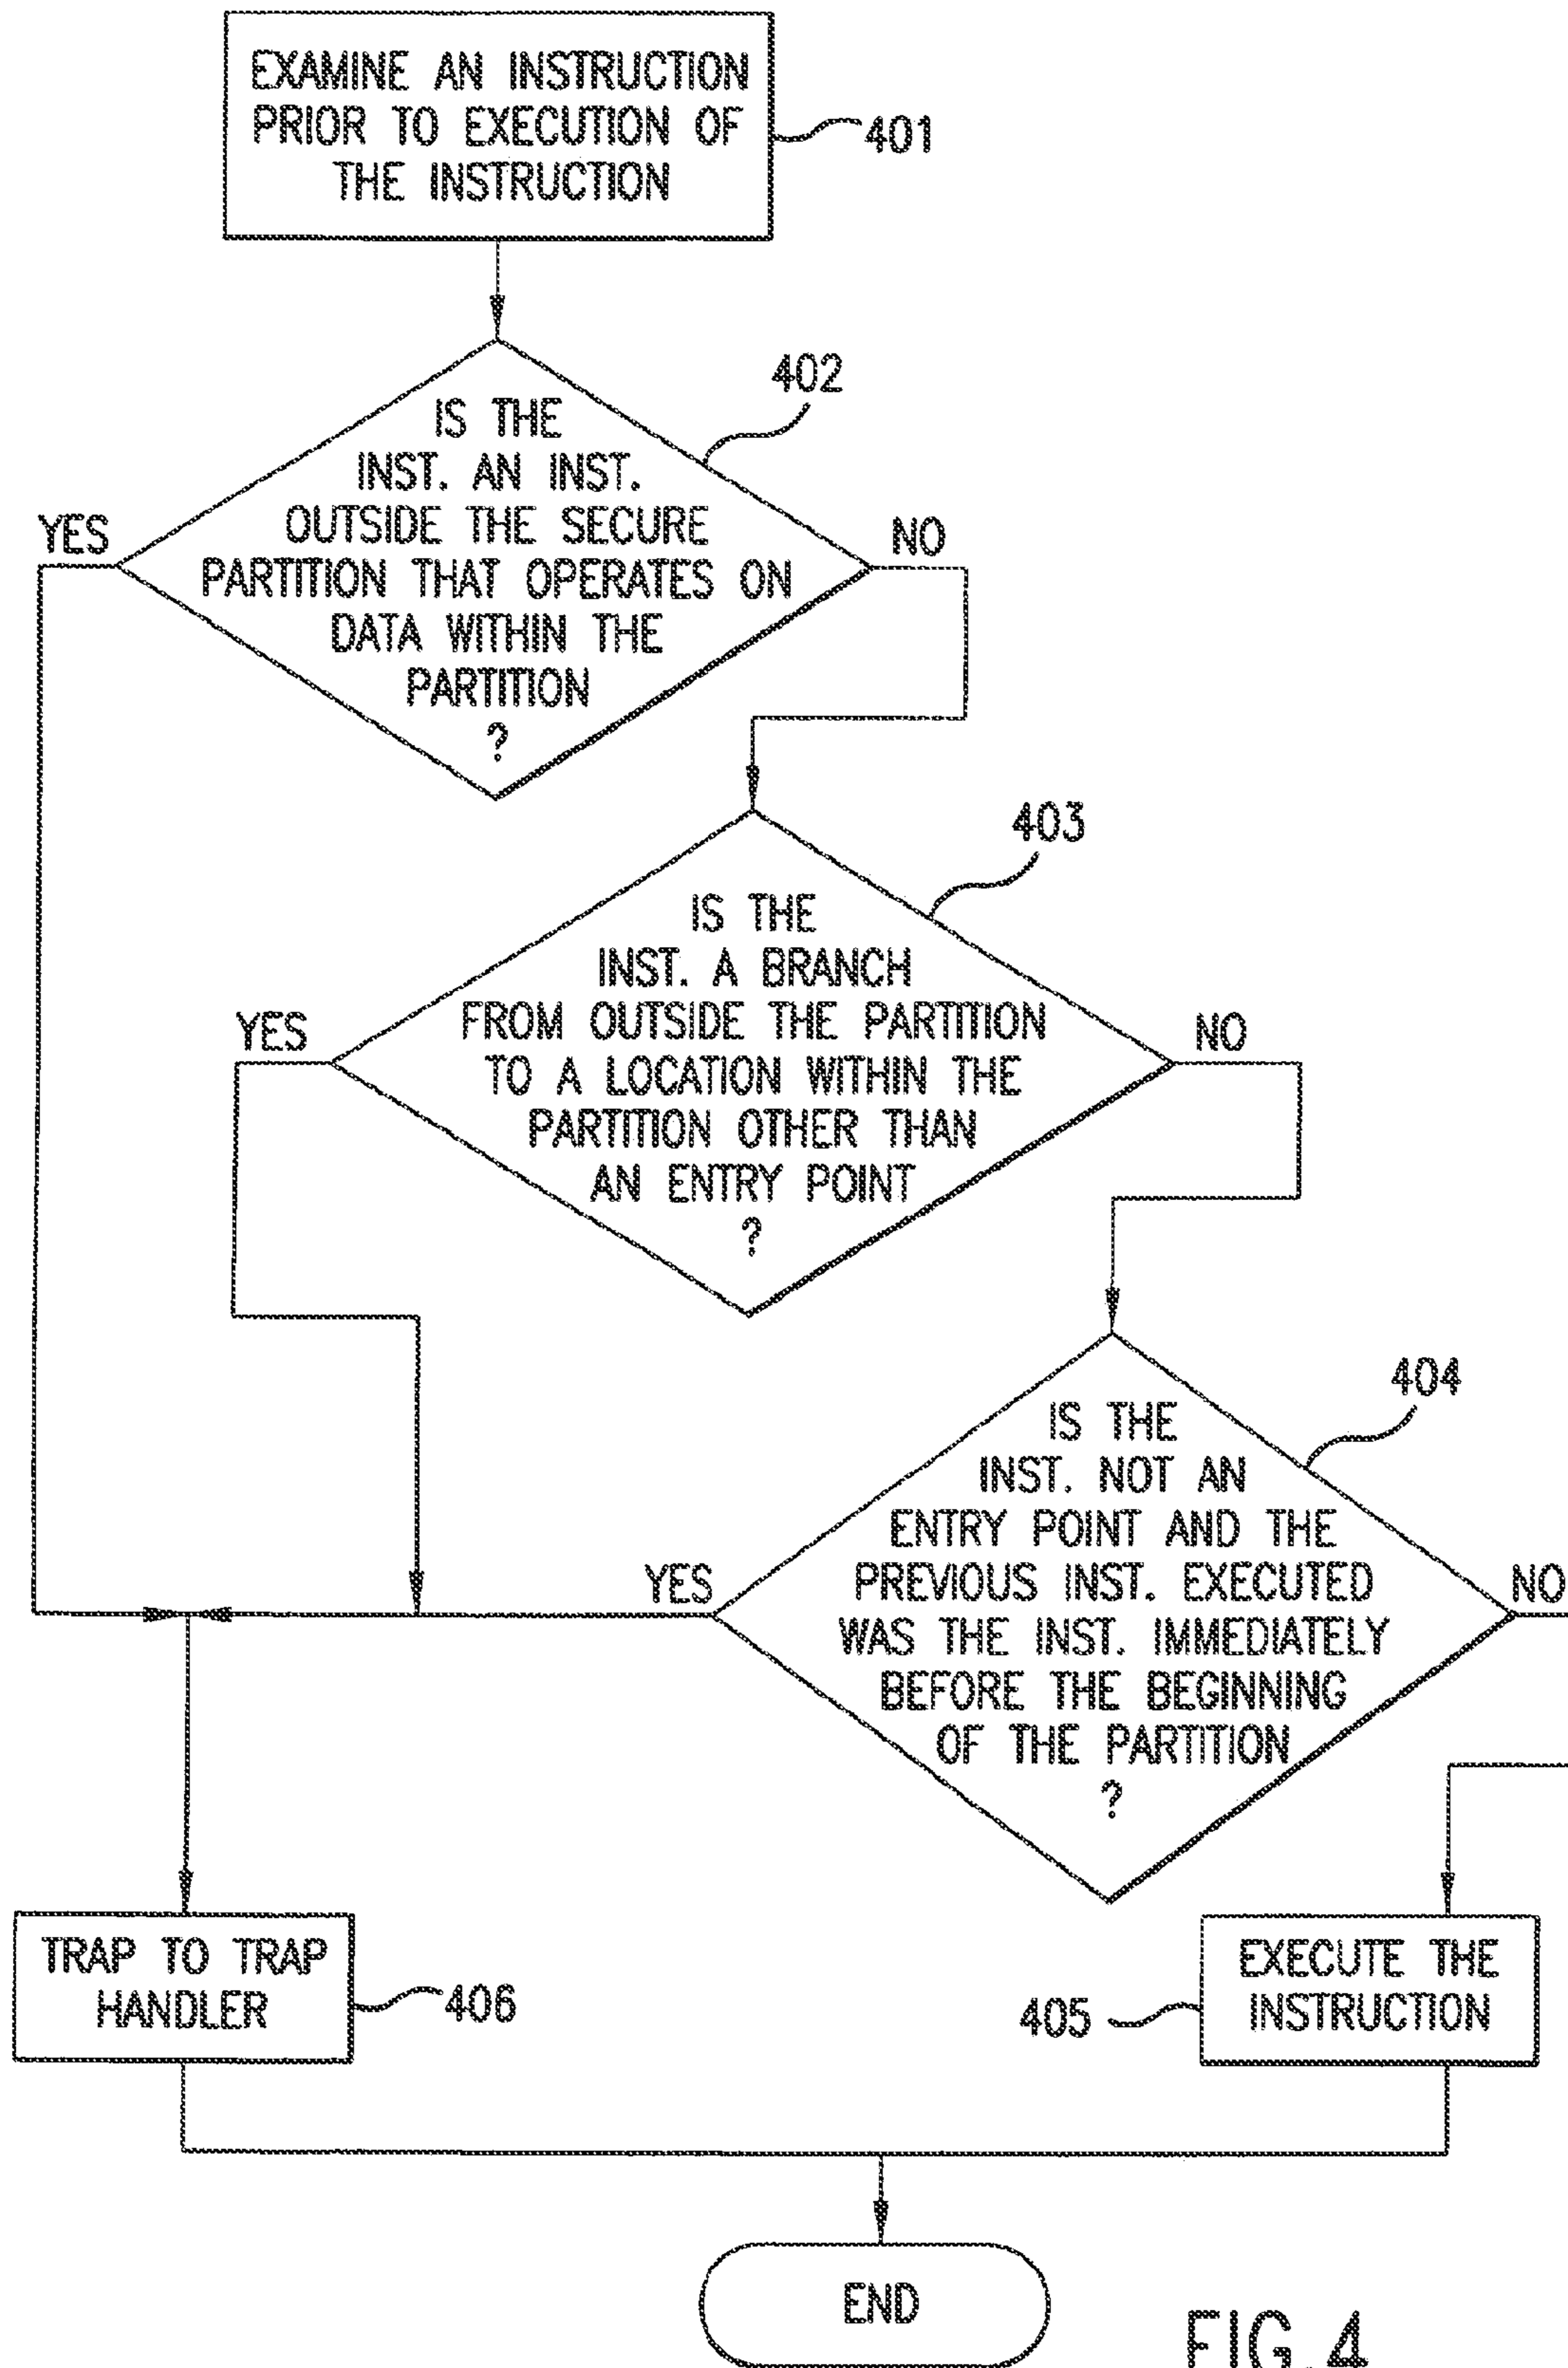 EXAMINE AN INSTRUCTION
PRIOR TO EXECUTION OF
THE INSTRUCTION
401
402
IS THE
INST. AN INST.
OUTSIDE THE SECURE
PARTITION THAT OPERATES ON
DATA WITHIN THE
PARTITION
?
YES
NO
403
IS THE
INST. A BRANCH
FROM OUTSIDE THE PARTITION
TO A LOCATION WITHIN THE
PARTITION OTHER THAN
AN ENTRY POINT
?
YES
NO
404
IS THE
INST. NOT AN
ENTRY POINT AND THE
PREVIOUS INST. EXECUTED
WAS THE INST. IMMEDIATELY
BEFORE THE BEGINNING
OF THE PARTITION
?
YES
NO
TRAP TO TRAP
HANDLER
406
405
EXECUTE THE
INSTRUCTION
END
FIG.4